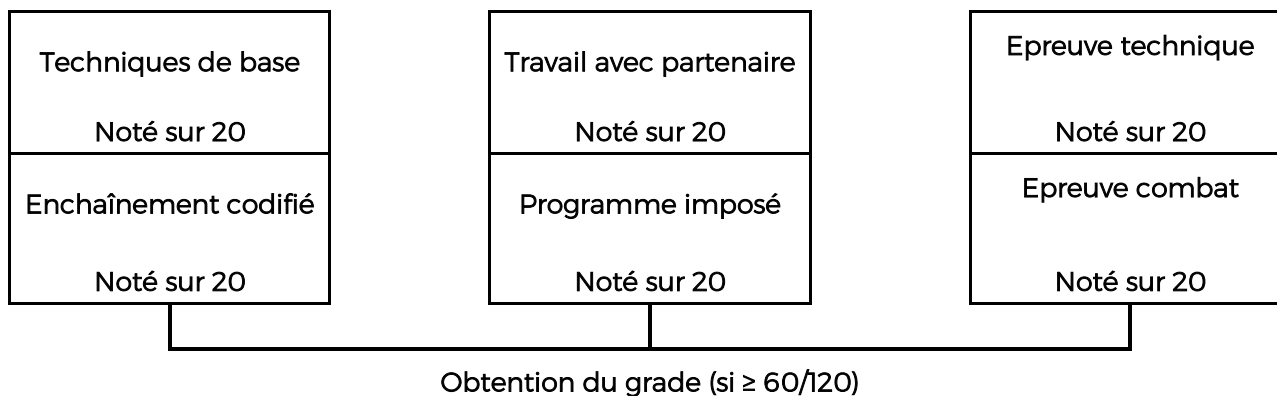 Techniques de base
Noté sur 20
Enchaînement codifié
Noté sur 20
Travail avec partenaire
Noté sur 20
Programme imposé
Noté sur 20
Epreuve technique
Noté sur 20
Epreuve combat
Noté sur 20
Obtention du grade (si ≥ 60/120)